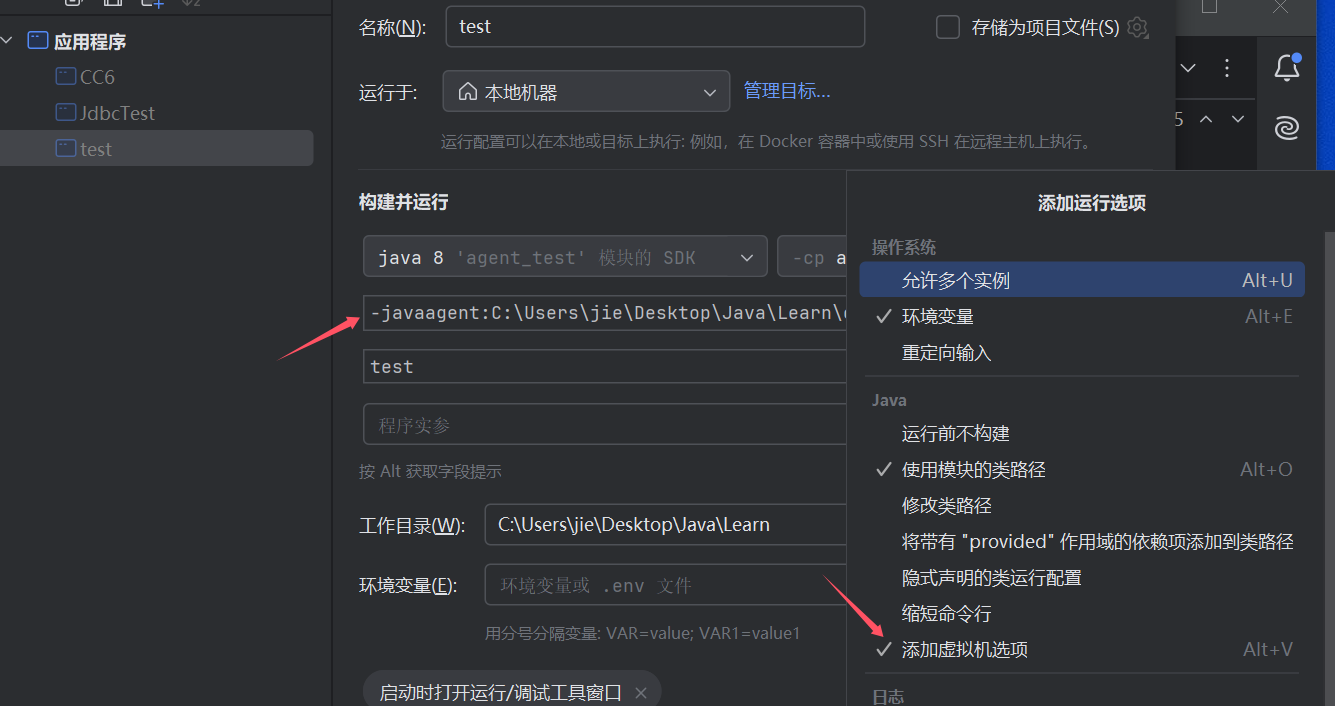 应用程序
CC6
JdbcTest
test
名称(N):
test
存储为项目文件(S)
运行于:
本地机器
管理目标...
运行配置可以在本地或目标上执行: 例如，在 Docker 容器中或使用 SSH 在远程主机上执行。
构建并运行
java 8 'agent_test' 模块的 SDK
-cp a
-javaagent:C:\Users\jie\Desktop\Java\Learn\
test
程序实参
按 Alt 获取字段提示
工作目录(W):
C:\Users\jie\Desktop\Java\Learn
环境变量(E):
环境变量或 .env 文件
用分号分隔变量: VAR=value; VAR1=value1
启动时打开运行/调试工具窗口
5
添加运行选项
操作系统
允许多个实例 Alt+U
环境变量 Alt+E
重定向输入
Java
运行前不构建
使用模块的类路径 Alt+O
修改类路径
将带有 "provided" 作用域的依赖项添加到类路径
隐式声明的类运行配置
缩短命令行
添加虚拟机选项 Alt+V
日志